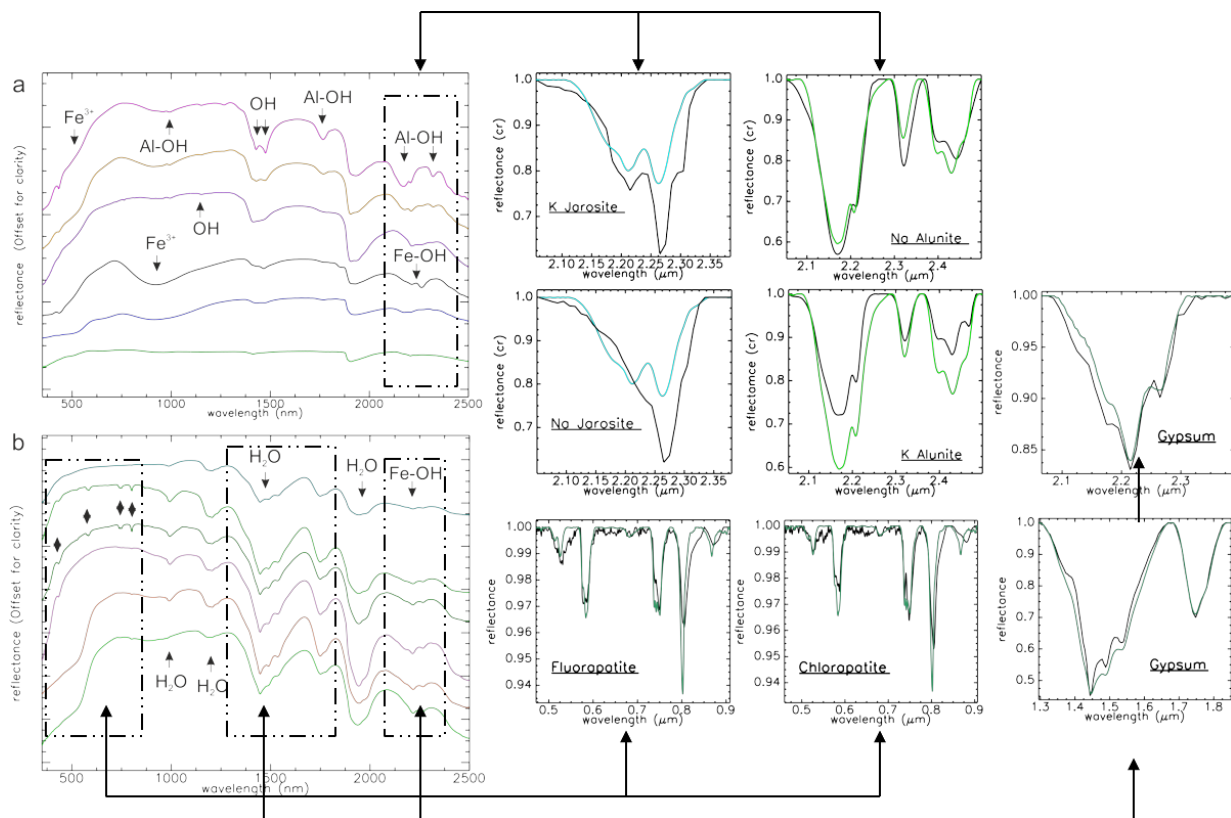 a
reflectance (Offset for clarity)
Fe³⁺
Al-OH
OH
Al-OH
Al-OH
OH
Fe³⁺
Fe-OH
500 1000 1500 2000 2500
wavelength (nm)
b
reflectance (Offset for clarity)
H₂O
H₂O
Fe-OH
H₂O
H₂O
500 1000 1500 2000 2500
wavelength (nm)
reflectance (cr)
1.0
0.9
0.8
0.7
K Jarosite
2.10 2.15 2.20 2.25 2.30 2.35
wavelength (μm)
reflectance (cr)
1.0
0.9
0.8
0.7
0.6
Na Alunite
2.1 2.2 2.3 2.4
wavelength (μm)
reflectance (cr)
1.0
0.9
0.8
0.7
Na Jarosite
2.10 2.15 2.20 2.25 2.30 2.35
wavelength (μm)
reflectamce (cr)
1.0
0.9
0.8
0.7
0.6
K Alunite
2.1 2.2 2.3 2.4
wavelength (μm)
reflectance
1.00
0.95
0.90
0.85
Gypsum
2.1 2.2 2.3
wavelength (μm)
reflectance
1.00
0.99
0.98
0.97
0.96
0.95
0.94
Fluorapatite
0.5 0.6 0.7 0.8 0.9
wavelength (μm)
reflectance
1.00
0.99
0.98
0.97
0.96
0.95
0.94
Chlorapatite
0.5 0.6 0.7 0.8 0.9
wavelength (μm)
reflectance
1.0
0.9
0.8
0.7
0.6
0.5
Gypsum
1.3 1.4 1.5 1.6 1.7 1.8
wavelength (μm)